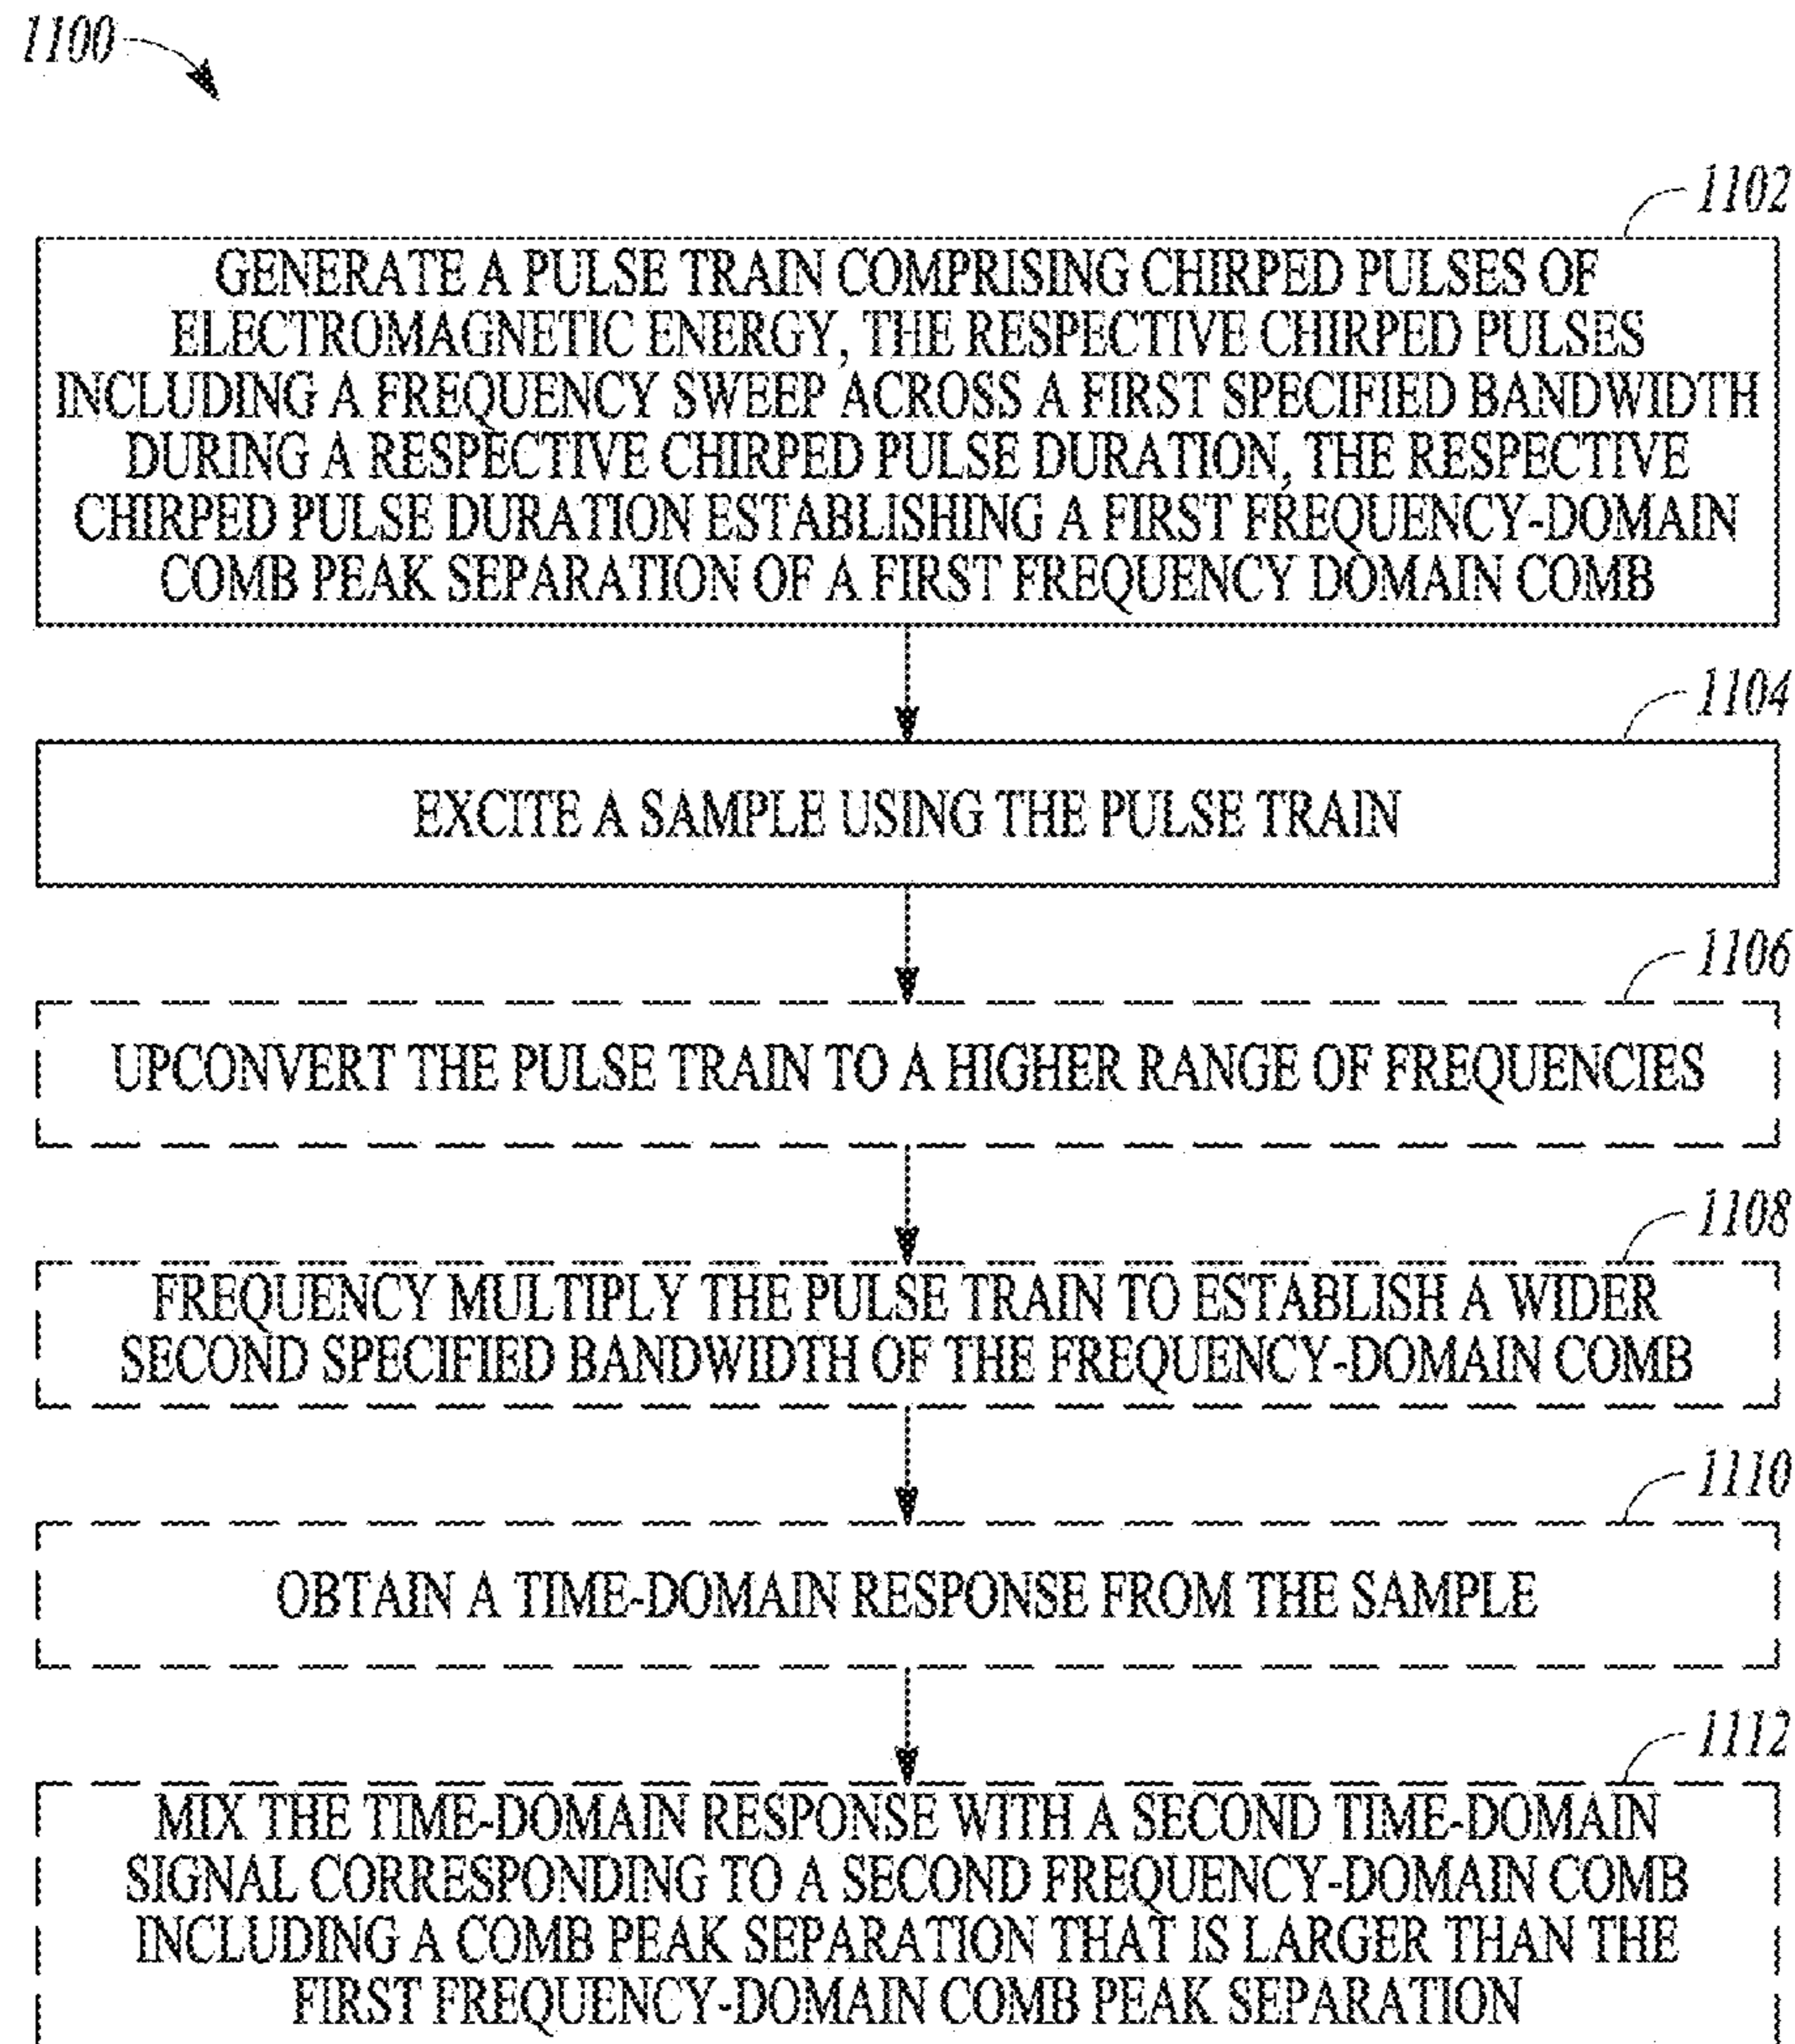 1100
1102
GENERATE A PULSE TRAIN COMPRISING CHIRPED PULSES OF
ELECTROMAGNETIC ENERGY, THE RESPECTIVE CHIRPED PULSES
INCLUDING A FREQUENCY SWEEP ACROSS A FIRST SPECIFIED BANDWIDTH
DURING A RESPECTIVE CHIRPED PULSE DURATION, THE RESPECTIVE
CHIRPED PULSE DURATION ESTABLISHING A FIRST FREQUENCY-DOMAIN
COMB PEAK SEPARATION OF A FIRST FREQUENCY DOMAIN COMB
1104
EXCITE A SAMPLE USING THE PULSE TRAIN
1106
UPCONVERT THE PULSE TRAIN TO A HIGHER RANGE OF FREQUENCIES
1108
FREQUENCY MULTIPLY THE PULSE TRAIN TO ESTABLISH A WIDER
SECOND SPECIFIED BANDWIDTH OF THE FREQUENCY-DOMAIN COMB
1110
OBTAIN A TIME-DOMAIN RESPONSE FROM THE SAMPLE
1112
MIX THE TIME-DOMAIN RESPONSE WITH A SECOND TIME-DOMAIN
SIGNAL CORRESPONDING TO A SECOND FREQUENCY-DOMAIN COMB
INCLUDING A COMB PEAK SEPARATION THAT IS LARGER THAN THE
FIRST FREQUENCY-DOMAIN COMB PEAK SEPARATION